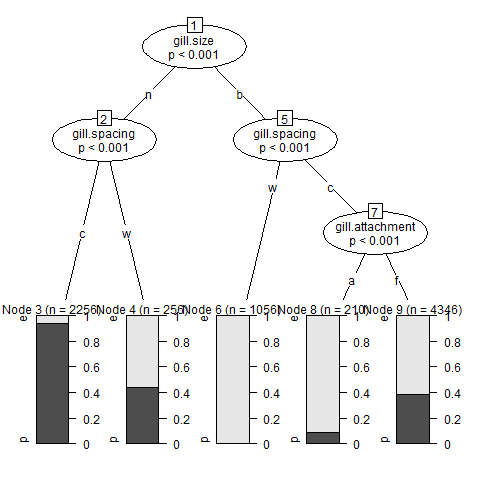 1
gill.size
p < 0.001
n
b
2
gill.spacing
p < 0.001
5
gill.spacing
p < 0.001
w
c
7
gill.attachment
p < 0.001
c
w
a
f
Node 3 (n = 2256)
Node 4 (n = 256)
Node 6 (n = 1056)
Node 8 (n = 210)
Node 9 (n = 4346)
e
p
1
0.8
0.6
0.4
0.2
0
e
p
1
0.8
0.6
0.4
0.2
0
e
p
1
0.8
0.6
0.4
0.2
0
e
p
1
0.8
0.6
0.4
0.2
0
e
p
1
0.8
0.6
0.4
0.2
0